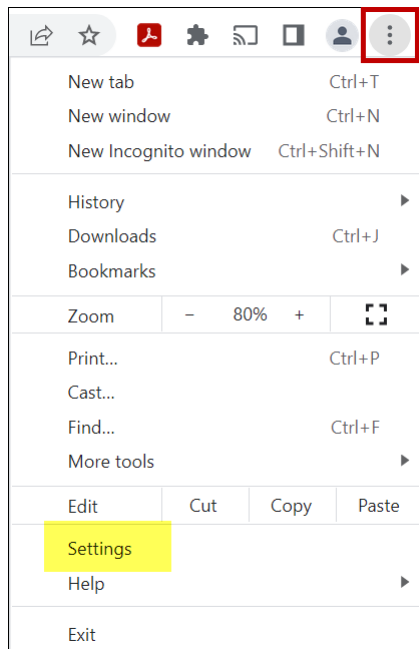 New tab Ctrl+T
New window Ctrl+N
New Incognito window Ctrl+Shift+N
History
Downloads Ctrl+J
Bookmarks
Zoom − 80% +
Print... Ctrl+P
Cast...
Find... Ctrl+F
More tools
Edit Cut Copy Paste
Settings
Help
Exit